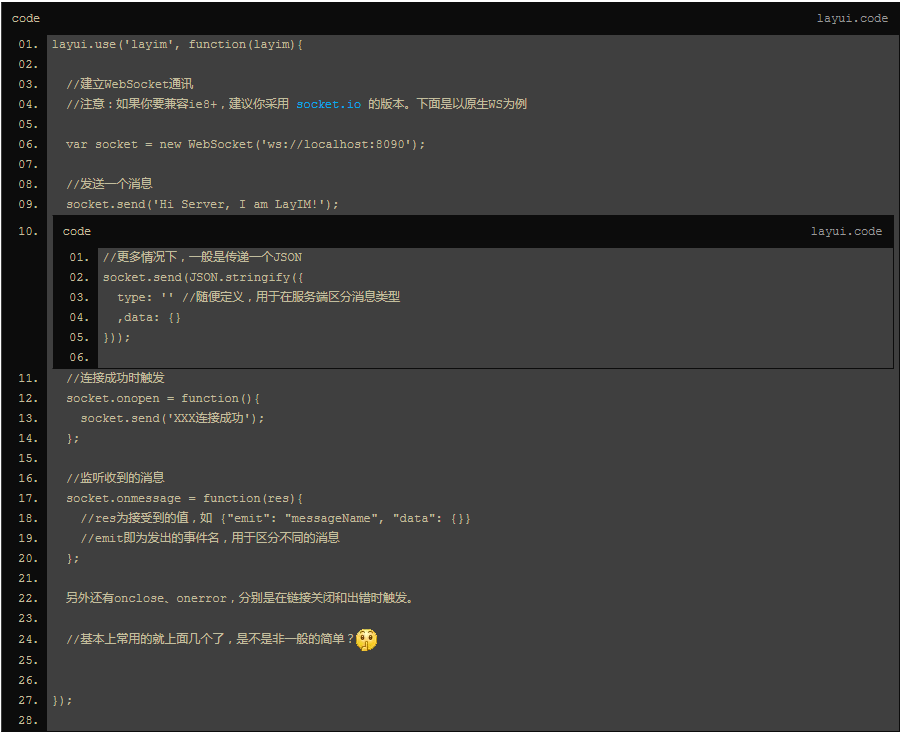 code layui.code
01. layui.use('layim', function(layim){
02.
03. //建立WebSocket通讯
04. //注意：如果你要兼容ie8+，建议你采用 socket.io 的版本。下面是以原生WS为例
05.
06. var socket = new WebSocket('ws://localhost:8090');
07.
08. //发送一个消息
09. socket.send('Hi Server, I am LayIM!');
10. code layui.code
01. //更多情况下，一般是传递一个JSON
02. socket.send(JSON.stringify({
03. type: '' //随便定义，用于在服务端区分消息类型
04. ,data: {}
05. }));
06.
11. //连接成功时触发
12. socket.onopen = function(){
13. socket.send('XXX连接成功');
14. };
15.
16. //监听收到的消息
17. socket.onmessage = function(res){
18. //res为接受到的值，如 {"emit": "messageName", "data": {}}
19. //emit即为发出的事件名，用于区分不同的消息
20. };
21.
22. 另外还有onclose、onerror，分别是在链接关闭和出错时触发。
23.
24. //基本上常用的就上面几个了，是不是非一般的简单？
25.
26.
27. });
28.